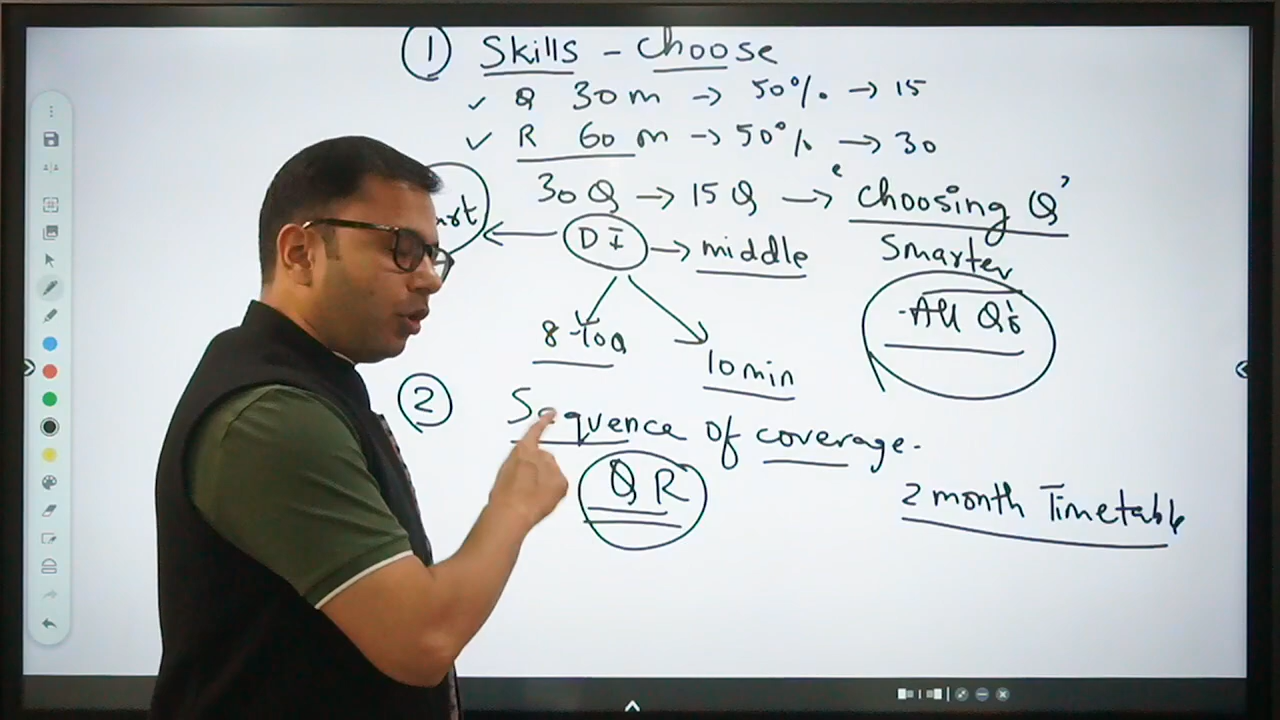 ① Skills - Choose
✓ Q 30 m → 50% → 15
✓ R 60 m → 50% → 30
30 Q → 15 Q → ‘choosing Q’
Smarter
DI → middle
- All Q's
8-10Q
10 min
② Sequence of coverage.
QR
2 month Timetable